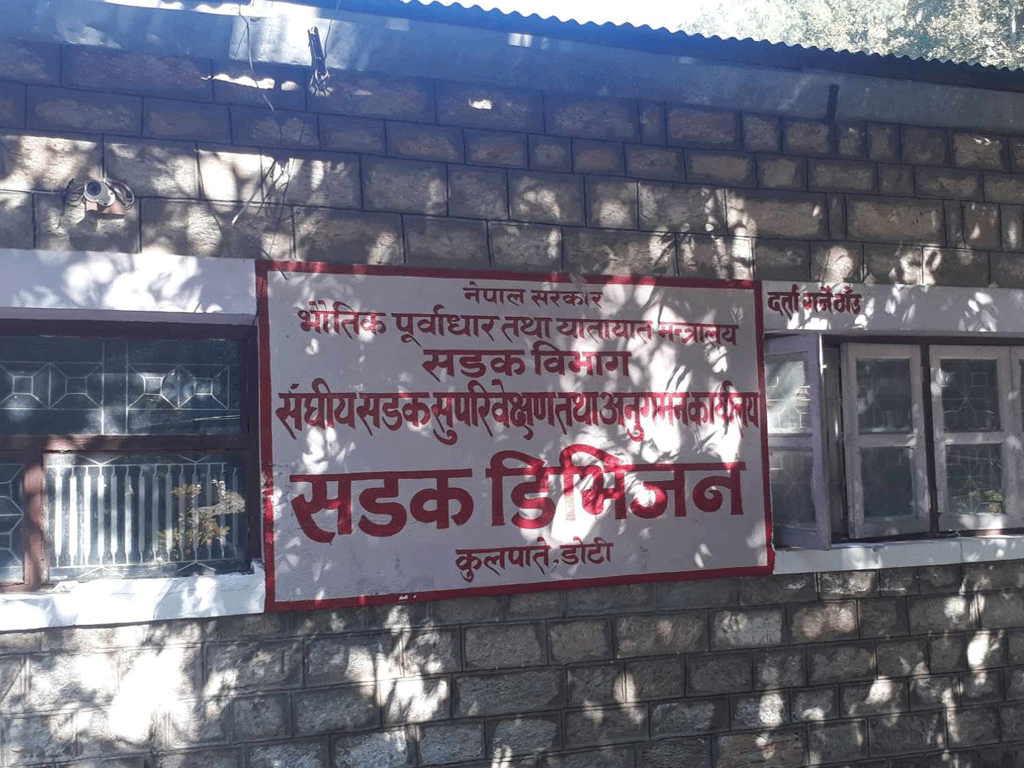 नेपाल सरकार
भौतिक पूर्वाधार तथा यातायात मन्त्रालय
सडक विभाग
संघीय सडक सुपरिवेक्षण तथा अनुगमन कार्यालय
सडक डिभिजन
कुलपाते, डोटी
दर्ता गर्ने ठाँउ